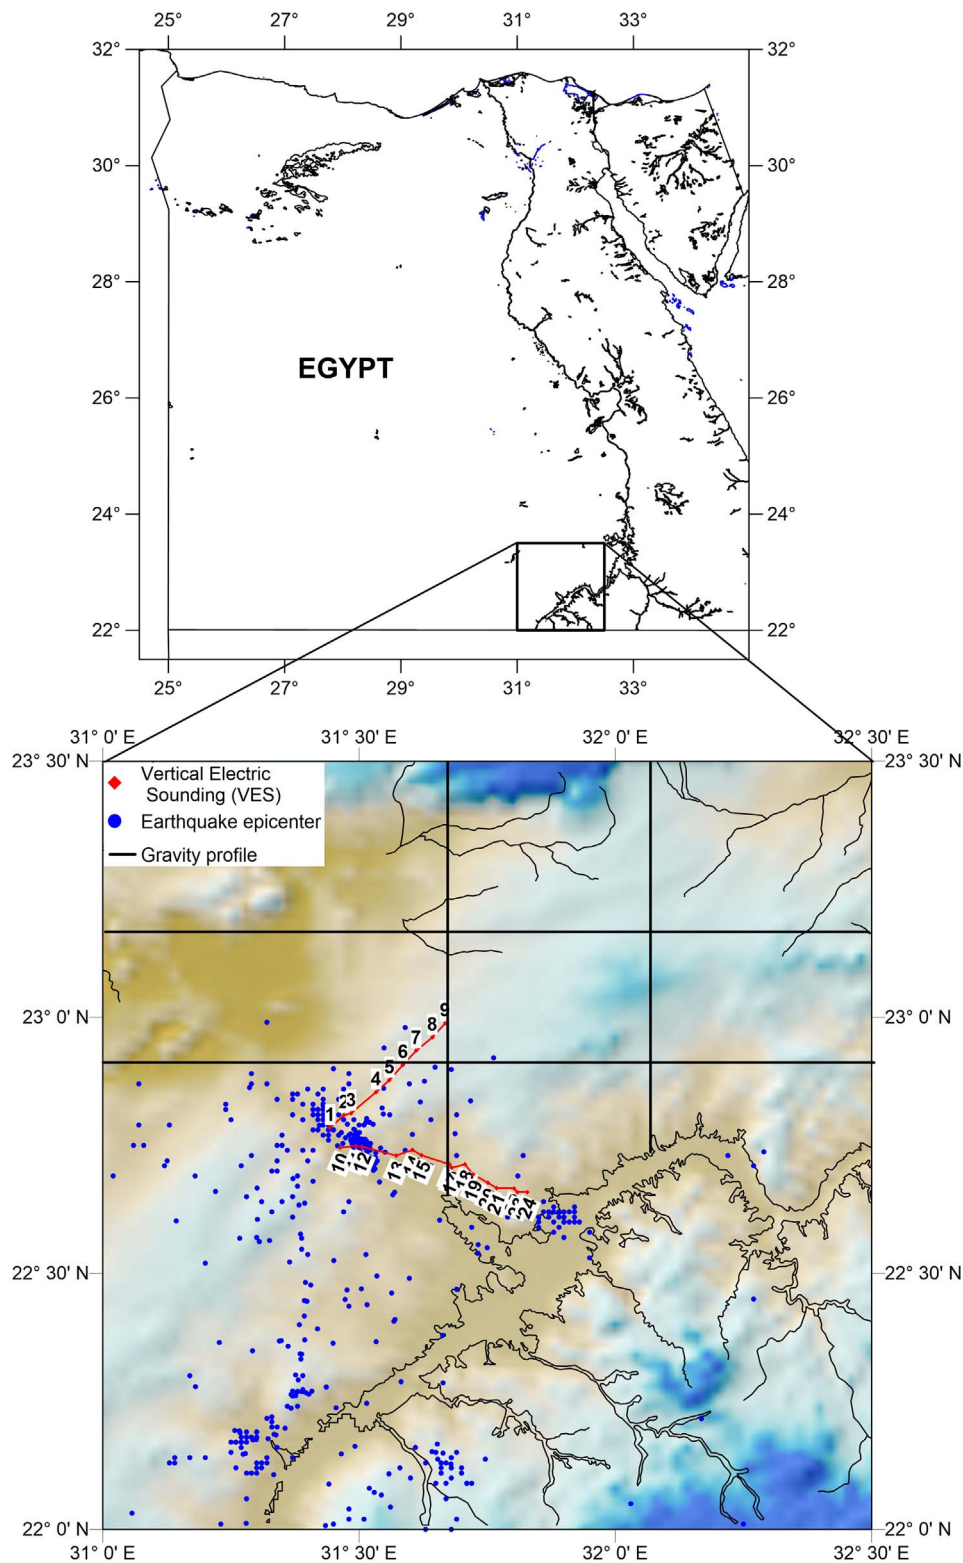 25° 27° 29° 31° 33°
32° 32°
30° 30°
28° 28°
EGYPT
26° 26°
24° 24°
22° 22°
25° 27° 29° 31° 33°
31° 0' E 31° 30' E 32° 0' E 32° 30' E
23° 30' N 23° 30' N
Vertical Electric
Sounding (VES)
Earthquake epicenter
Gravity profile
9
8
7
6
5
4
23
1
23° 0' N 23° 0' N
10 12 13 15
18 19 21 24
22° 30' N 22° 30' N
22° 0' N 22° 0' N
31° 0' E 31° 30' E 32° 0' E 32° 30' E